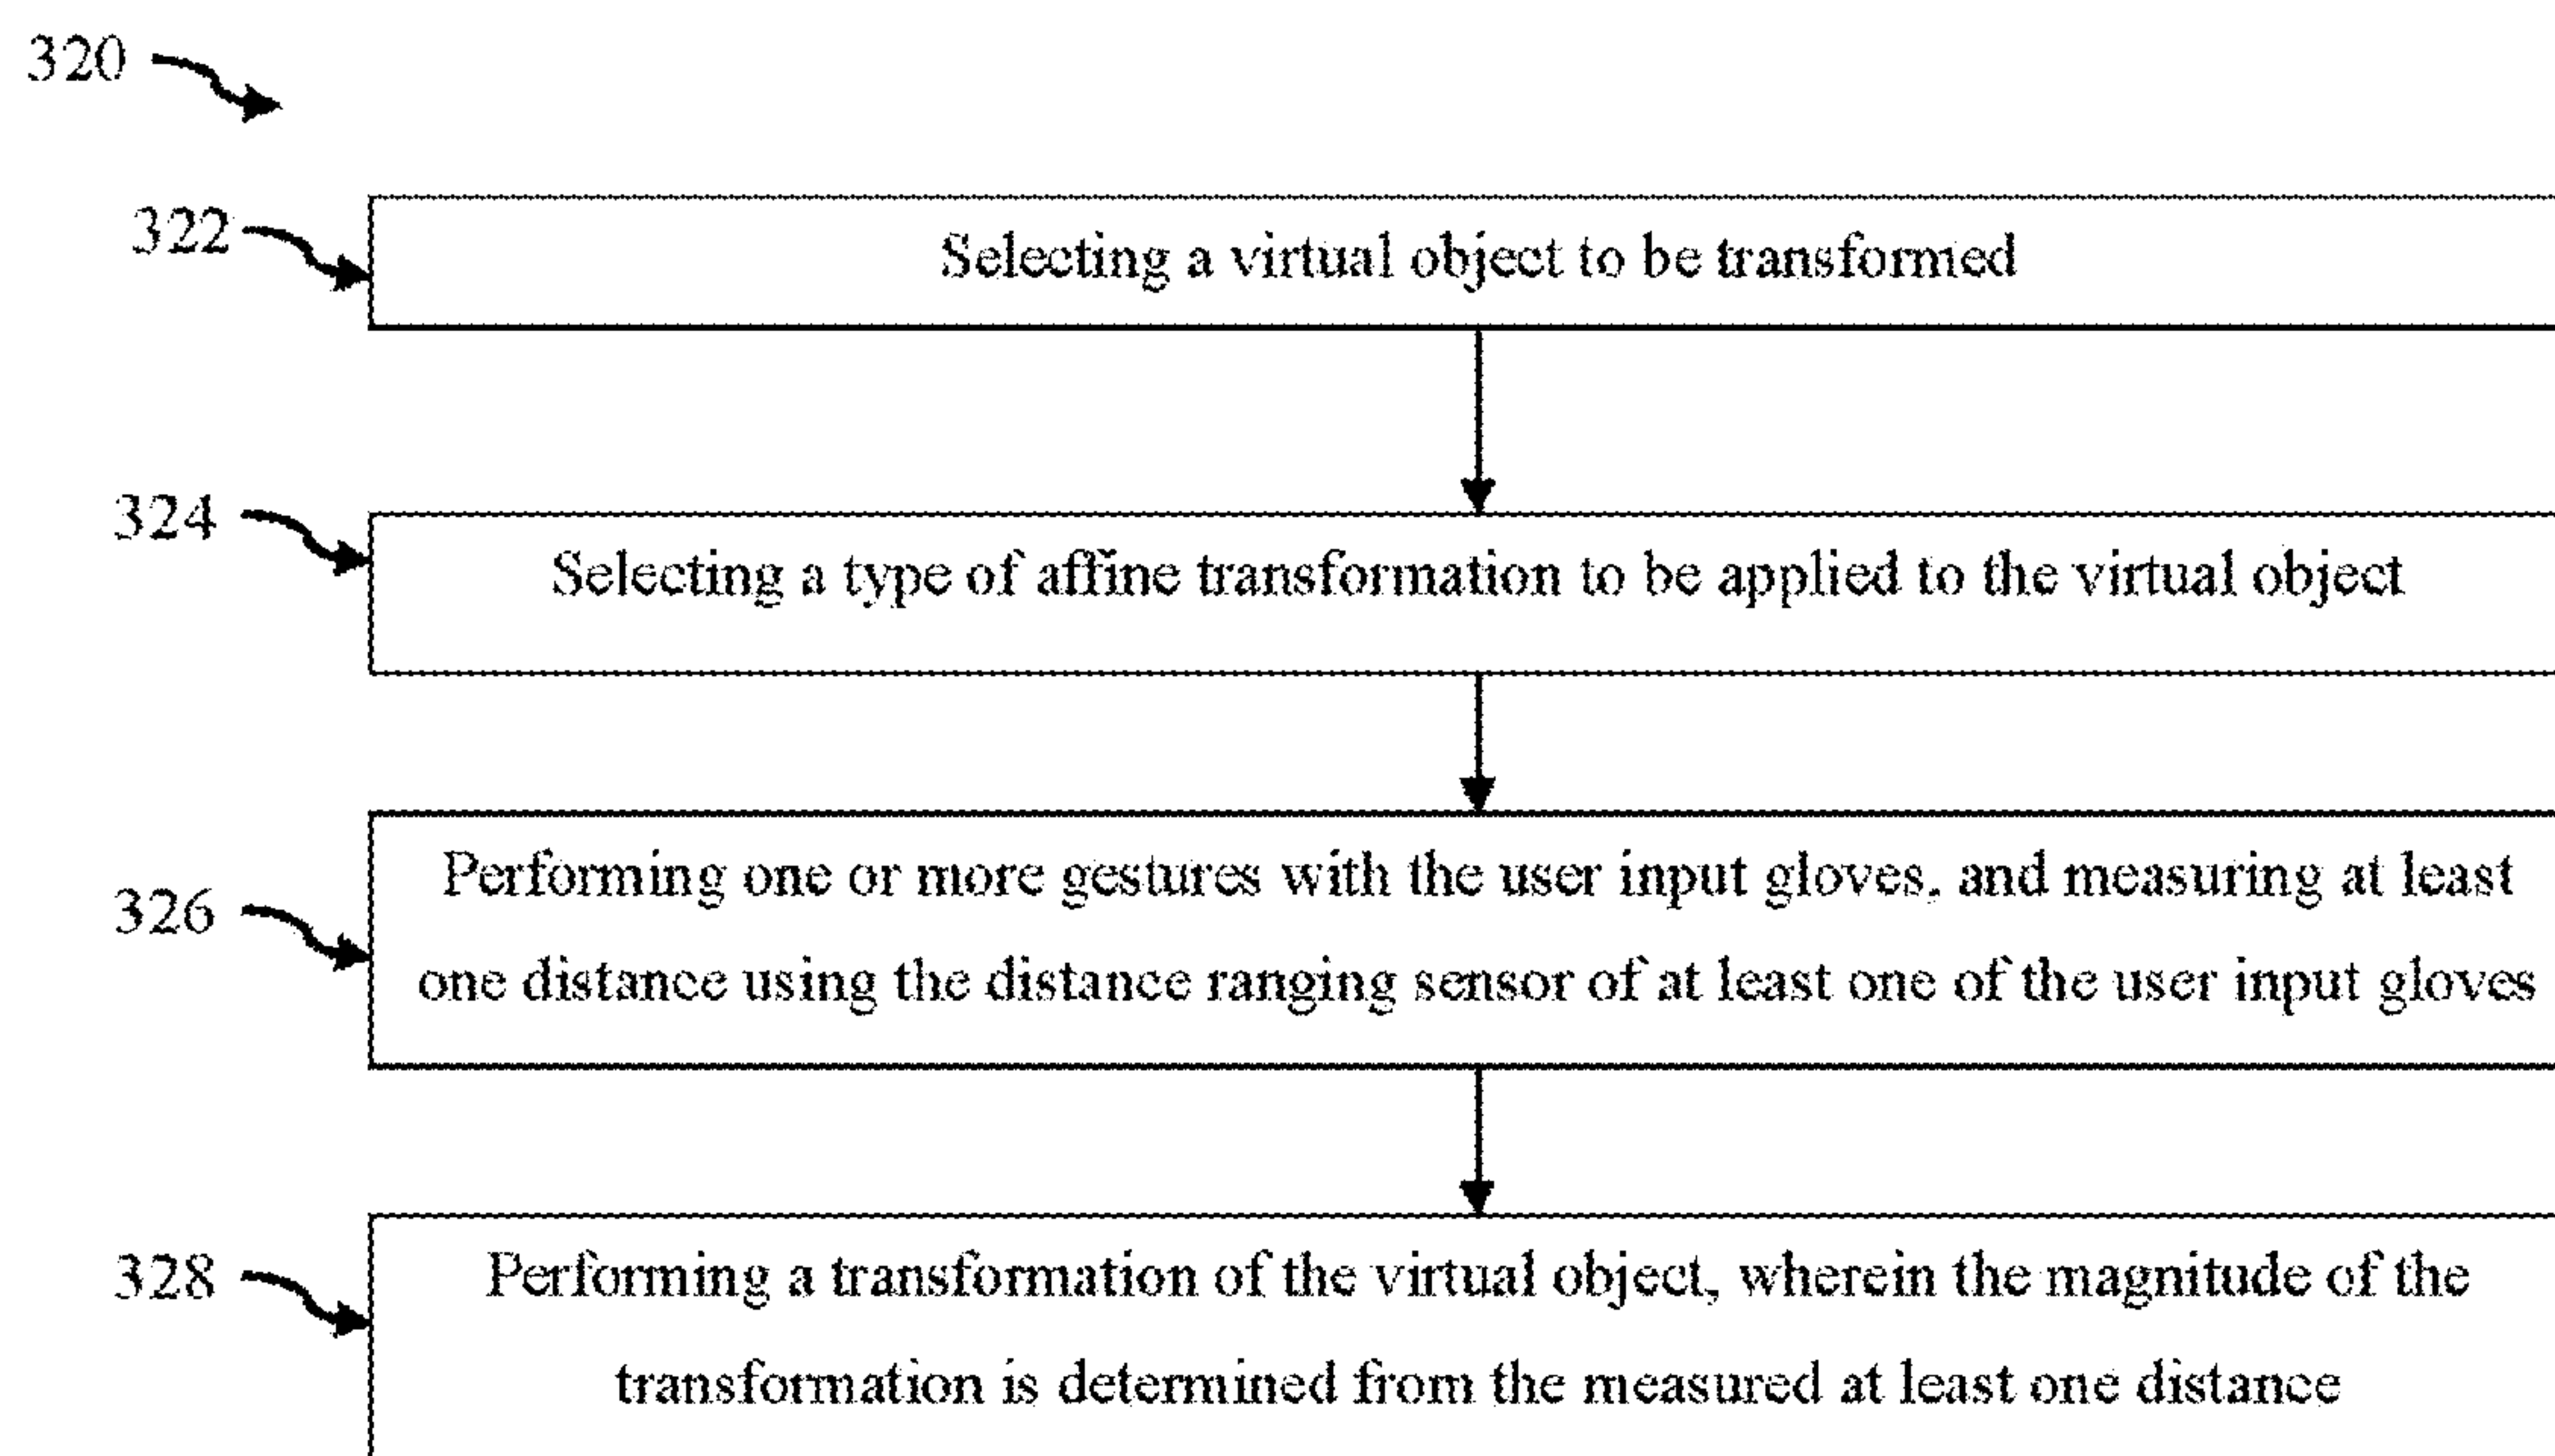 320
322
Selecting a virtual object to be transformed
324
Selecting a type of affine transformation to be applied to the virtual object
326
Performing one or more gestures with the user input gloves, and measuring at least
one distance using the distance ranging sensor of at least one of the user input gloves
328
Performing a transformation of the virtual object, wherein the magnitude of the
transformation is determined from the measured at least one distance